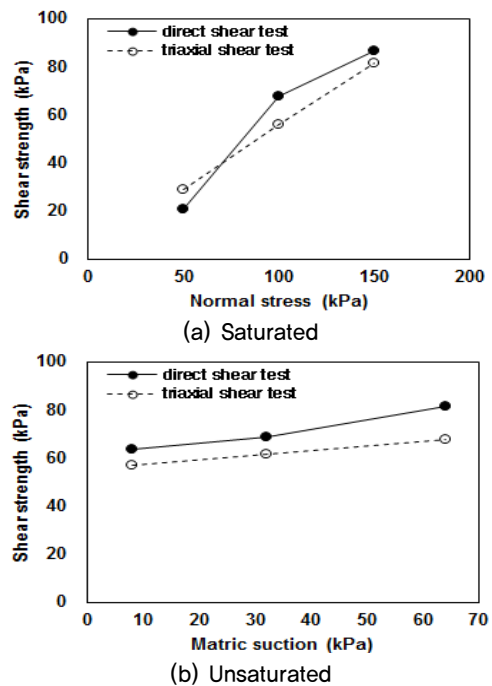 direct shear test
triaxial shear test
100
80
60
40
20
0
Shear strength (kPa)
0 50 100 150 200
Normal stress (kPa)
(a) Saturated
direct shear test
triaxial shear test
100
80
60
40
20
0
Shear strength (kPa)
0 10 20 30 40 50 60 70
Matric suction (kPa)
(b) Unsaturated